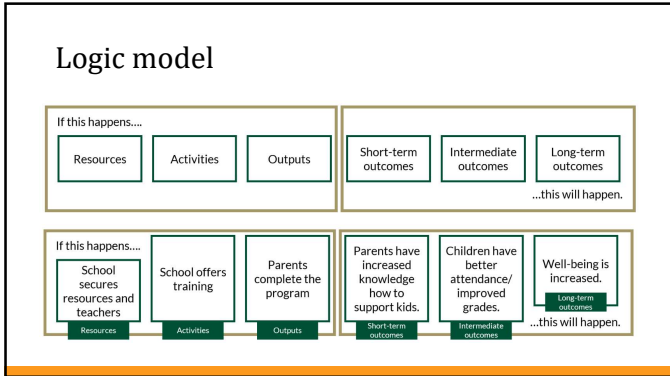 Logic model
If this happens....
Resources
Activities
Outputs
Short-term
outcomes
Intermediate
outcomes
Long-term
outcomes
...this will happen.
If this happens....
School
secures
resources and
teachers
Resources
School offers
training
Activities
Parents
complete the
program
Outputs
Parents have
increased
knowledge
how to
support kids.
Short-term
outcomes
Children have
better
attendance/
improved
grades.
Intermediate
outcomes
Well-being is
increased.
Long-term
outcomes
...this will happen.